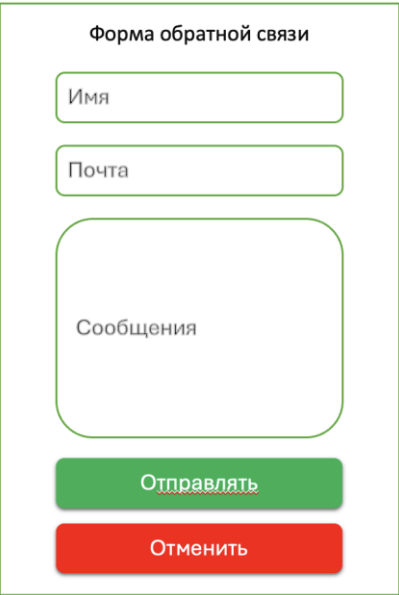 Форма обратной связи
Имя
Почта
Сообщения
Отправлять
Отменить